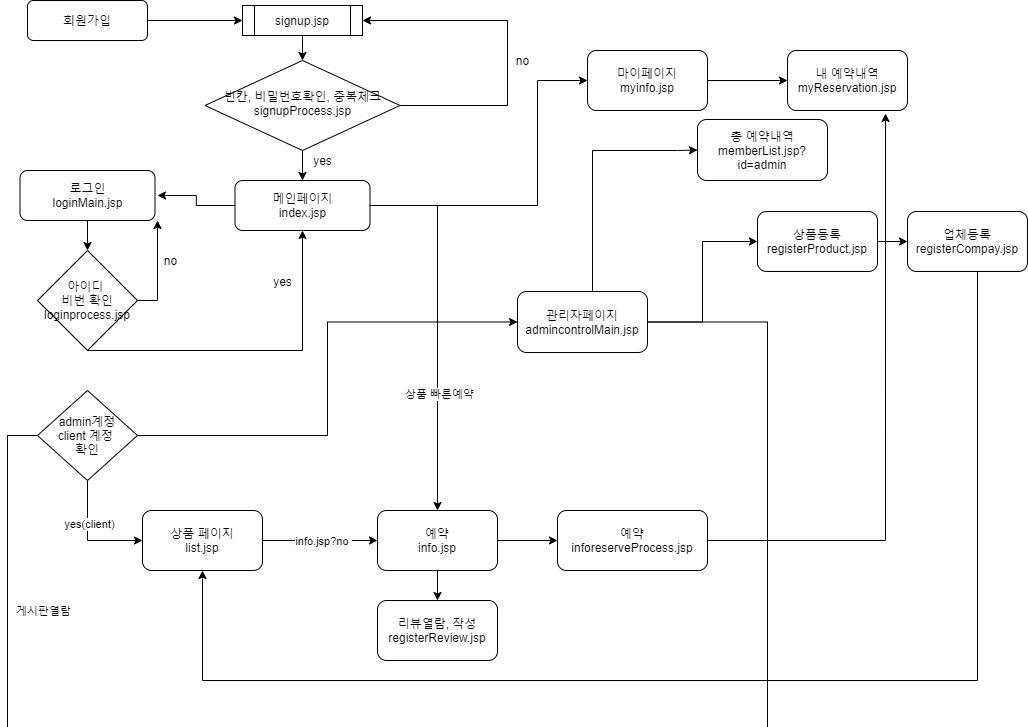 회원가입
signup.jsp
no
빈칸, 비밀번호확인, 중복체크
signupProcess.jsp
yes
마이페이지
myinfo.jsp
내 예약내역
myReservation.jsp
총 예약내역
memberList.jsp?
id=admin
로그인
loginMain.jsp
메인페이지
index.jsp
상품등록
registerProduct.jsp
업체등록
registerCompay.jsp
no
yes
아이디
비번 확인
loginprocess.jsp
관리자페이지
admincontrolMain.jsp
상품 빠른예약
admin계정
client 계정
확인
yes(client)
상품 페이지
list.jsp
info.jsp?no
예약
info.jsp
예약
inforeserveProcess.jsp
게시판열람
리뷰열람, 작성
registerReview.jsp